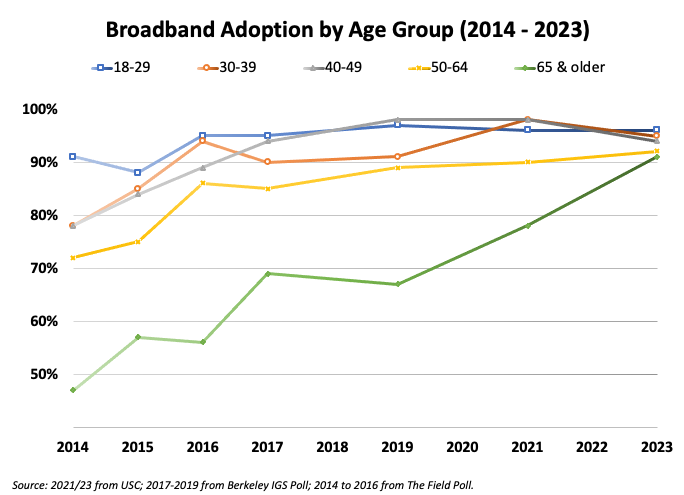 Broadband Adoption by Age Group (2014 - 2023)
18-29 30-39 40-49 50-64 65 & older
100%
90%
80%
70%
60%
50%
2014 2015 2016 2017 2018 2019 2020 2021 2022 2023
Source: 2021/23 from USC; 2017-2019 from Berkeley IGS Poll; 2014 to 2016 from The Field Poll.